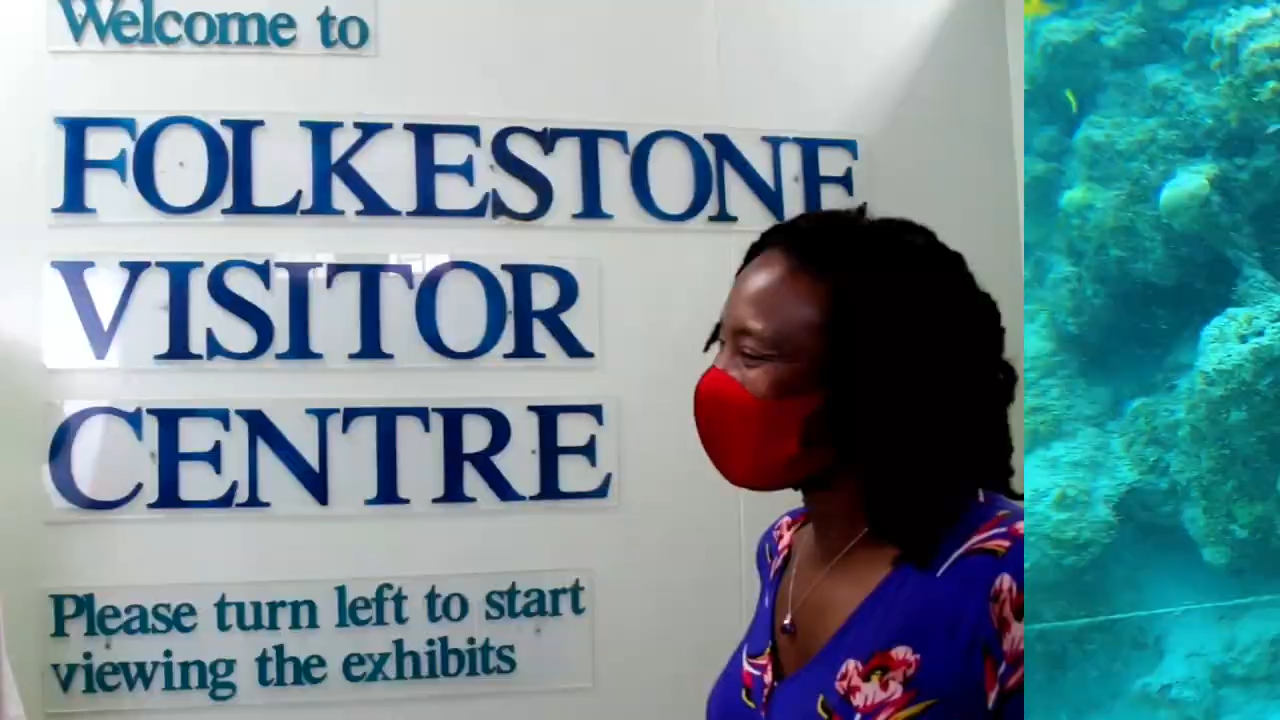 Welcome to
FOLKESTONE
VISITOR
CENTRE
Please turn left to start
viewing the exhibits